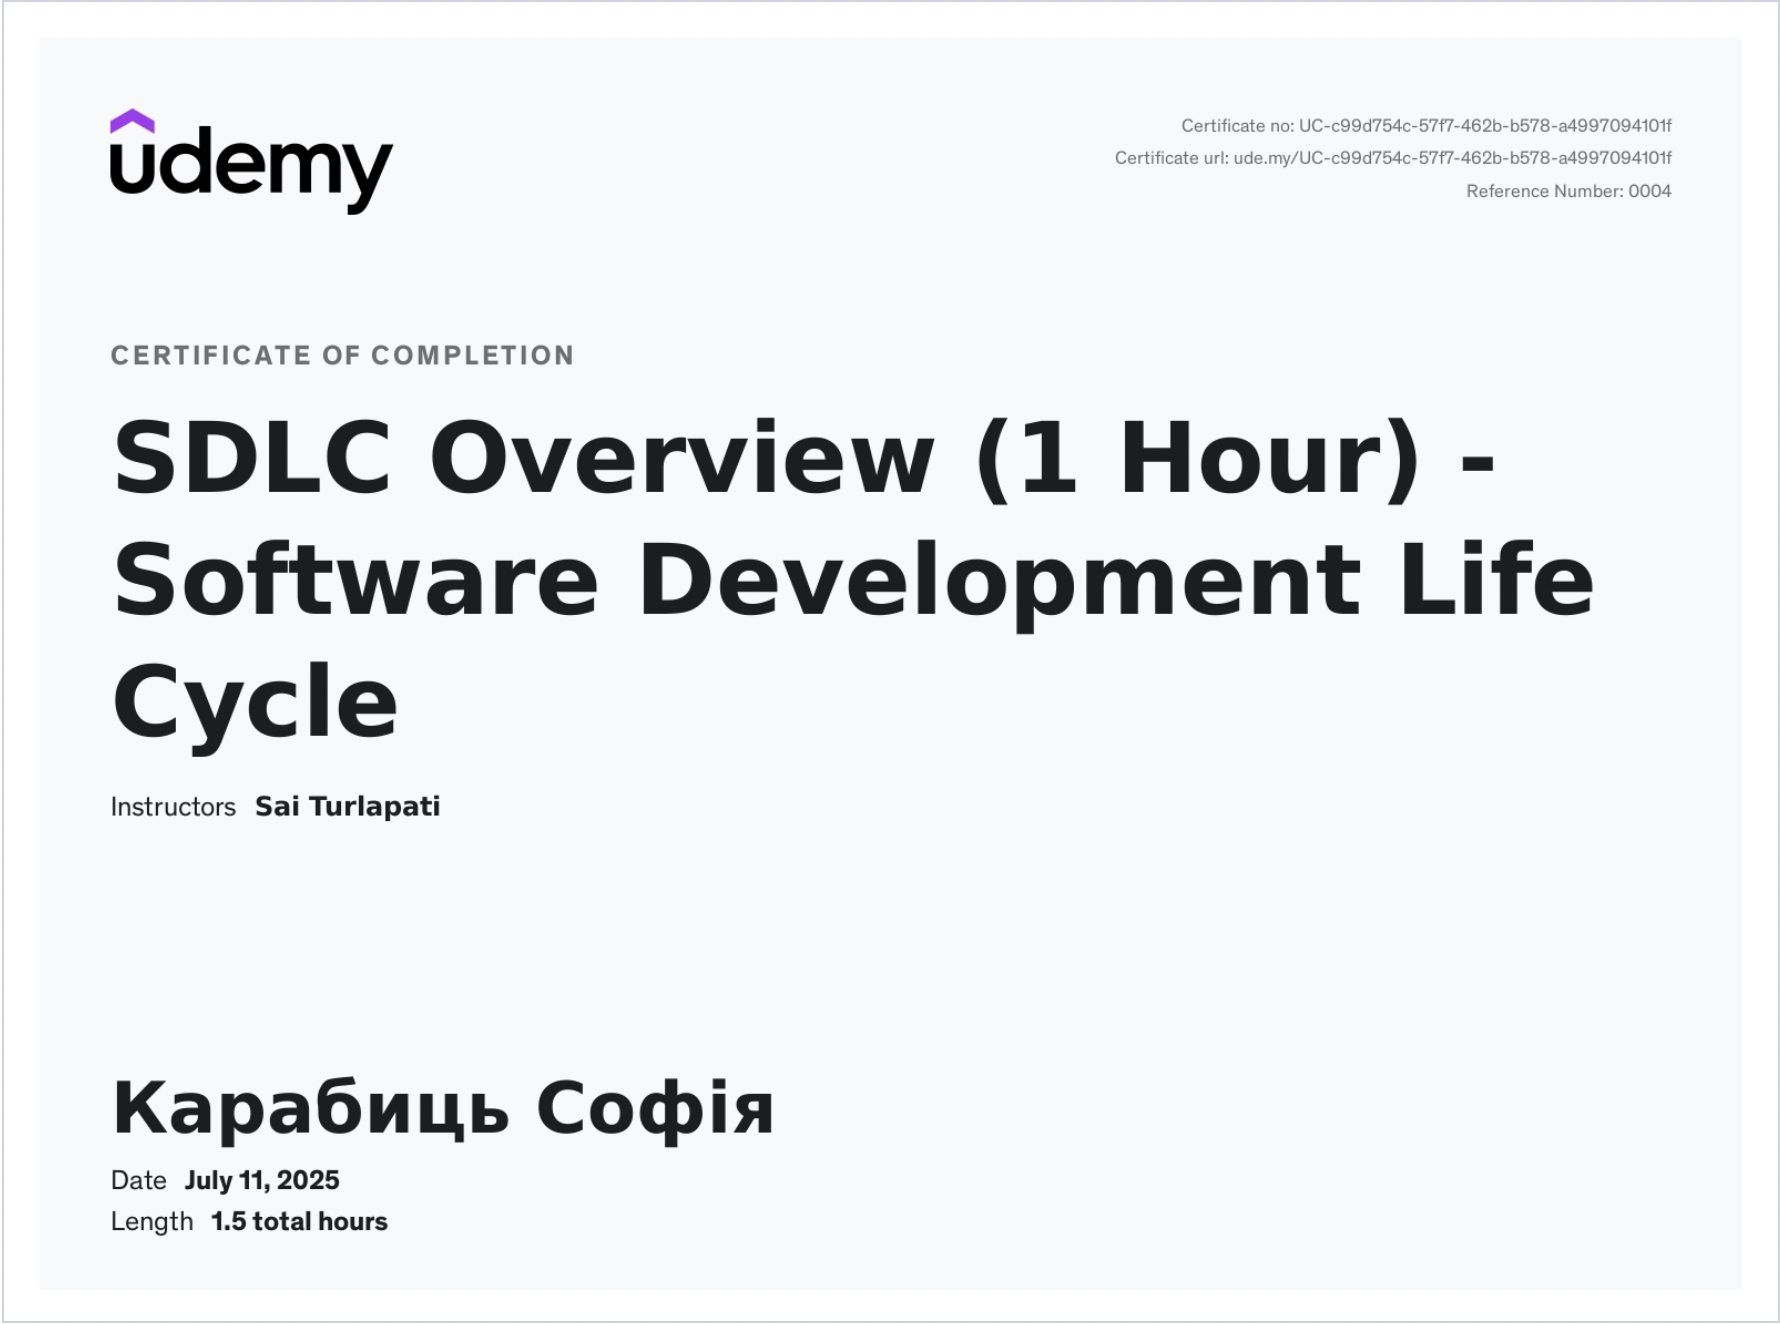 udemy
Certificate no: UC-c99d754c-57f7-462b-b578-a4997094101f
Certificate url: ude.my/UC-c99d754c-57f7-462b-b578-a4997094101f
Reference Number: 0004
CERTIFICATE OF COMPLETION
SDLC Overview (1 Hour) -
Software Development Life
Cycle
Instructors Sai Turlapati
Карабиць Софія
Date July 11, 2025
Length 1.5 total hours